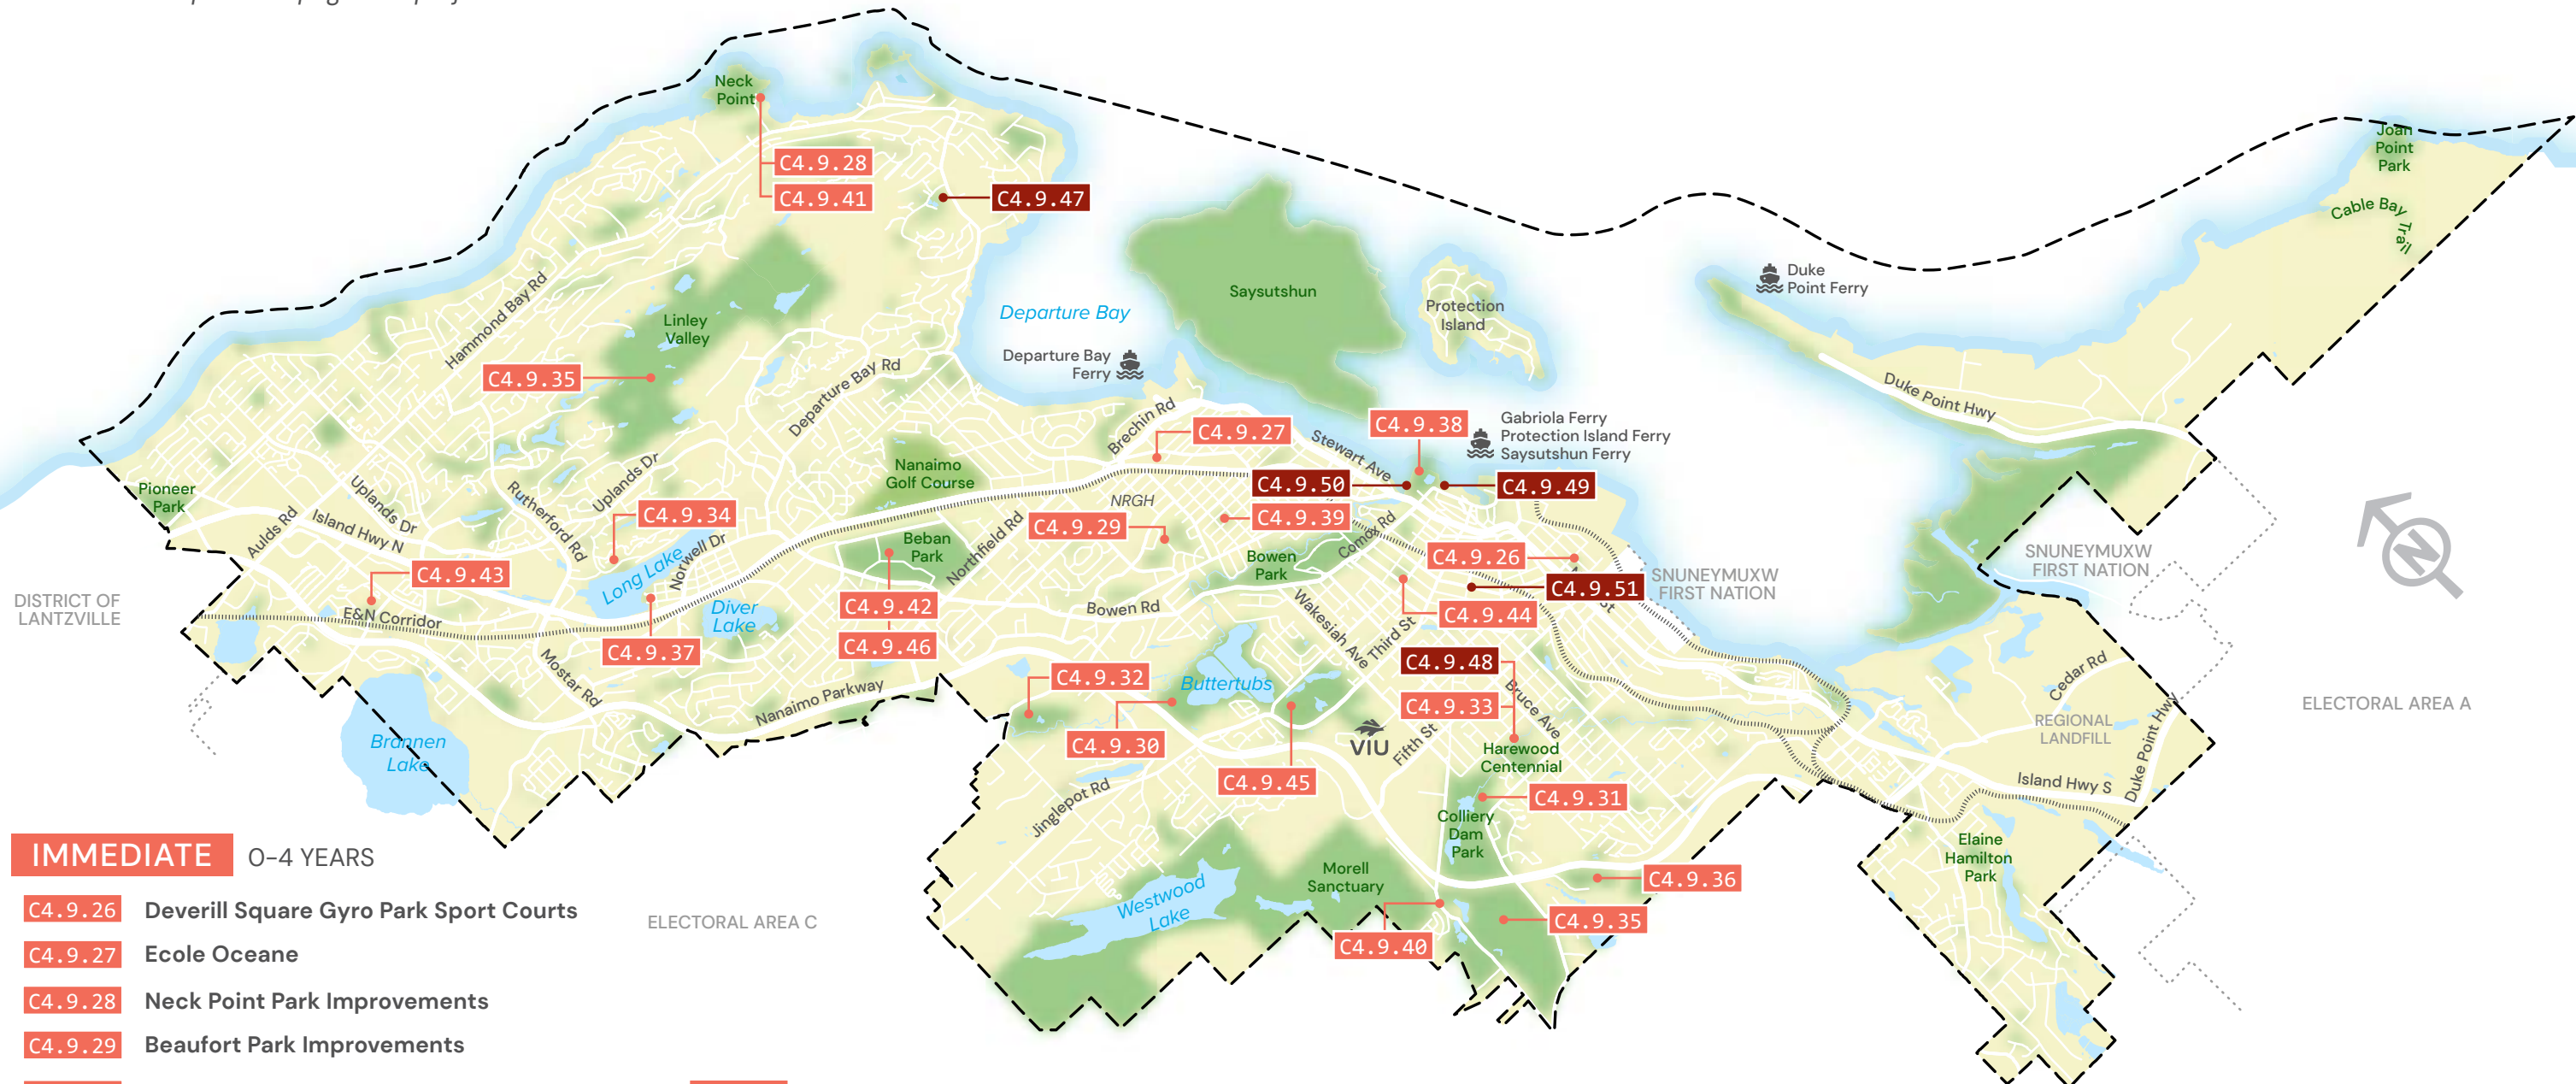 Neck
Point
C4.9.28
C4.9.41
C4.9.47
Joan
Point
Park
Cable Bay Trail
Duke
Point Ferry
Saysutshun
Protection
Island
Departure Bay
Departure Bay
Ferry
Hammond Bay Rd
Linley
Valley
C4.9.35
Departure Bay Rd
Duke Point Hwy
Brechin Rd
C4.9.27
Stewart Ave
C4.9.38
Gabriola Ferry
Protection Island Ferry
Saysutshun Ferry
Nanaimo
Golf Course
C4.9.50
C4.9.49
Pioneer
Park
Uplands Dr
Rutherford Rd
Uplands Dr
NRGH
C4.9.34
C4.9.29
C4.9.39
Aulds Rd
Island Hwy N
Norwell Dr
Beban
Park
Northfield Rd
Bowen
Park
Comox Rd
C4.9.26
SNUNEYMUXW
FIRST NATION
SNUNEYMUXW
FIRST NATION
C4.9.43
Long Lake
C4.9.51
DISTRICT OF
LANTZVILLE
E&N Corridor
Diver
Lake
C4.9.42
Bowen Rd
Wakesiah Ave
Third St
C4.9.44
St
C4.9.37
C4.9.46
Mostar Rd
C4.9.32
Buttertubs
C4.9.48
Cedar Rd
Nanaimo Parkway
C4.9.33
Bruce Ave
ELECTORAL AREA A
REGIONAL
LANDFILL
Duke Point Hwy
Brannen
Lake
C4.9.30
VIU
Fifth St
Harewood
Centennial
C4.9.45
Island Hwy S
Jinglepot Rd
C4.9.31
Colliery
Dam
Park
Elaine
Hamilton
Park
IMMEDIATE 0-4 YEARS
Morell
Sanctuary
C4.9.36
Westwood
Lake
C4.9.26 Deverill Square Gyro Park Sport Courts
ELECTORAL AREA C
C4.9.35
C4.9.40
N
C4.9.27 Ecole Oceane
C4.9.28 Neck Point Park Improvements
C4.9.29 Beaufort Park Improvements